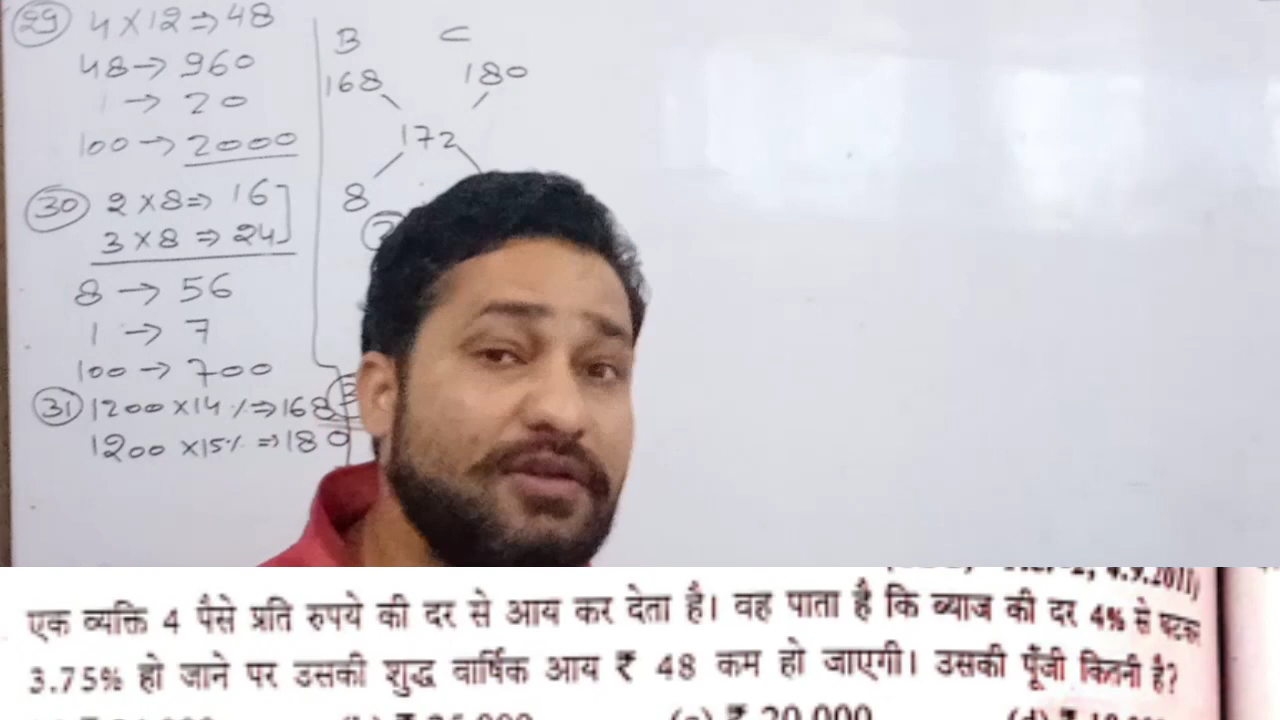 29 4 × 12 ⇒ 48
48 → 960
1 → 20
100 → 2000
30 2 × 8 ⇒ 16
3 × 8 ⇒ 24
8 → 56
1 → 7
100 → 700
31 1200 × 14 % ⇒ 168
1200 × 15% ⇒ 180
B C
168 180
172
8
एक व्यक्ति 4 पैसे प्रति रुपये की दर से आय कर देता है। वह पाता है कि ब्याज की दर 4% से घटकर
3.75% हो जाने पर उसकी शुद्ध वार्षिक आय ₹ 48 कम हो जाएगी। उसकी पूँजी कितनी है?